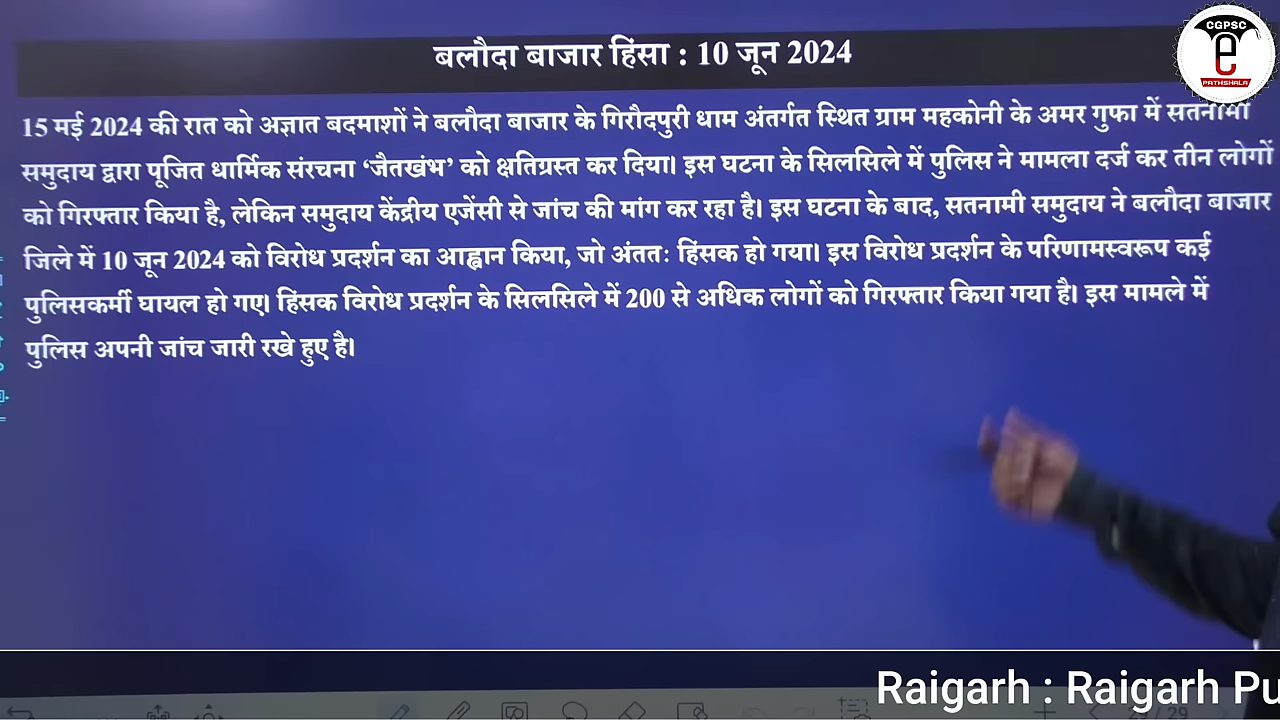 CGPSC
e
PATHSHALA
बलौदा बाजार हिंसा : 10 जून 2024
15 मई 2024 की रात को अज्ञात बदमाशों ने बलौदा बाजार के गिरौदपुरी धाम अंतर्गत स्थित ग्राम महकोनी के अमर गुफा में सतनामी
समुदाय द्वारा पूजित धार्मिक संरचना ‘जैतखंभ’ को क्षतिग्रस्त कर दिया। इस घटना के सिलसिले में पुलिस ने मामला दर्ज कर तीन लोगों
को गिरफ्तार किया है, लेकिन समुदाय केंद्रीय एजेंसी से जांच की मांग कर रहा है। इस घटना के बाद, सतनामी समुदाय ने बलौदा बाजार
जिले में 10 जून 2024 को विरोध प्रदर्शन का आह्वान किया, जो अंततः हिंसक हो गया। इस विरोध प्रदर्शन के परिणामस्वरूप कई
पुलिसकर्मी घायल हो गए। हिंसक विरोध प्रदर्शन के सिलसिले में 200 से अधिक लोगों को गिरफ्तार किया गया है। इस मामले में
पुलिस अपनी जांच जारी रखे हुए है।
Raigarh : Raigarh Pu